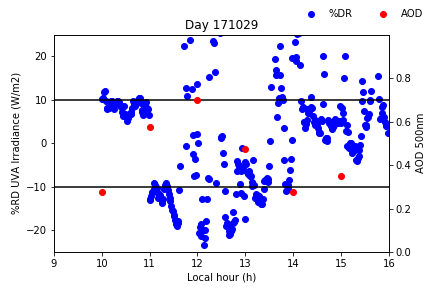 %DR AOD
Day 171029
%RD UVA Irradiance (W/m2)
20
10
0
−10
−20
0.8
0.6
0.4
0.2
0.0
AOD 500nm
9 10 11 12 13 14 15 16
Local hour (h)